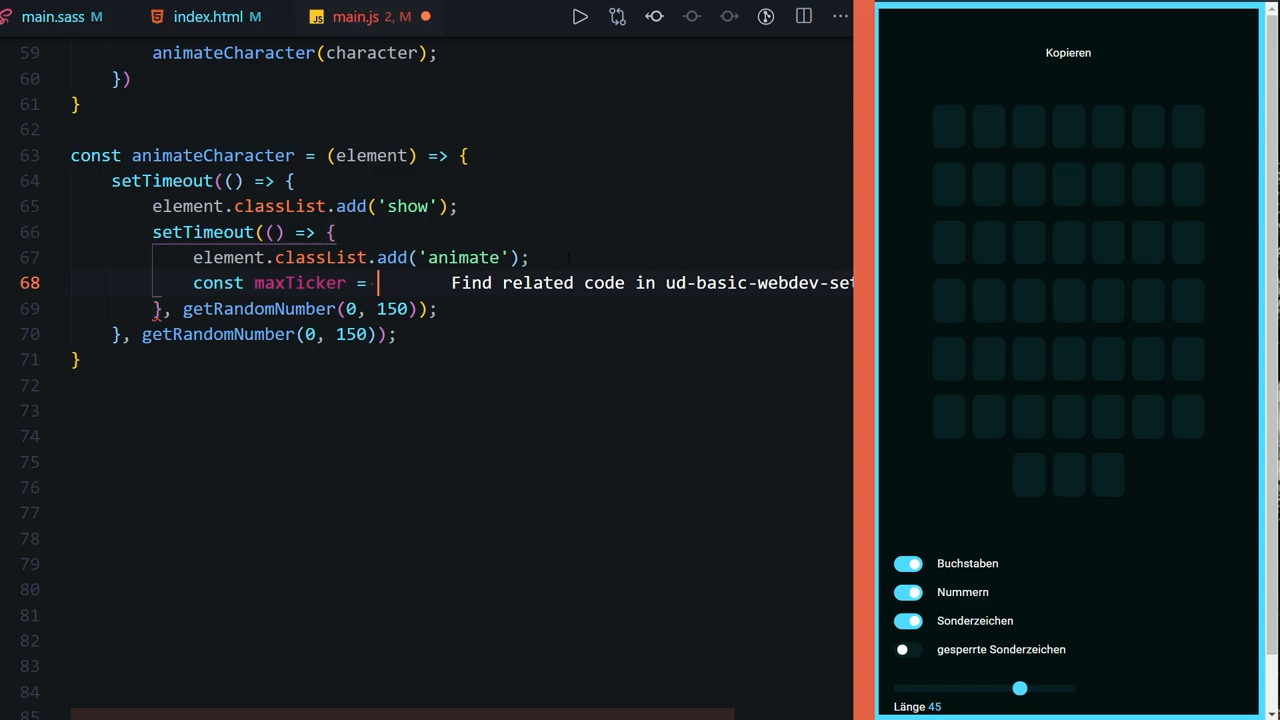 main.sass M
index.html M
JS main.js 2, M
59 animateCharacter(character);
60 })
61 }
62
63 const animateCharacter = (element) => {
64 setTimeout(() => {
65 element.classList.add('show');
66 setTimeout(() => {
67 element.classList.add('animate');
68 const maxTicker = Find related code in ud-basic-webdev-set
69 }, getRandomNumber(0, 150));
70 }, getRandomNumber(0, 150));
71 }
72
73
74
75
76
77
78
79
80
81
82
83
84
85
Kopieren
Buchstaben
Nummern
Sonderzeichen
gesperrte Sonderzeichen
Länge 45